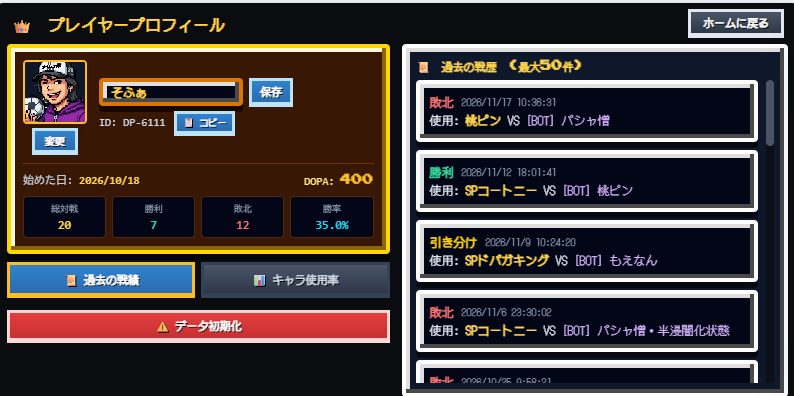 プレイヤープロフィール
ホームに戻る
そふぁ
保存
ID: DP-6111
コピー
変更
始めた日: 2026/10/18
DOPA: 400
総対戦
20
勝利
7
敗北
12
勝率
35.0%
過去の戦績
キャラ使用率
データ初期化
過去の戦歴 (最大50件)
敗北 2026/11/17 10:36:31
使用: 桃ピン VS [BOT] パシャ憎
勝利 2026/11/12 18:01:41
使用: SPコートニー VS [BOT] 桃ピン
引き分け 2026/11/9 10:24:20
使用: SPドパガキング VS [BOT] もえなん
敗北 2026/11/6 23:30:02
使用: SPコートニー VS [BOT] パシャ憎・半浸闇化状態
敗北 2026/10/25 9:58:21